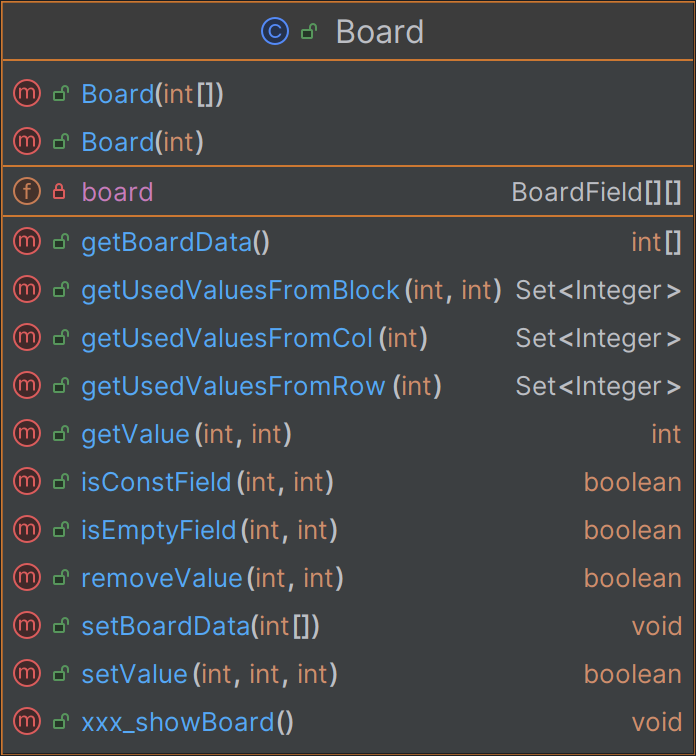 C Board
m Board(int[])
m Board(int)
f board BoardField[][]
m getBoardData() int[]
m getUsedValuesFromBlock(int, int) Set<Integer>
m getUsedValuesFromCol(int) Set<Integer>
m getUsedValuesFromRow(int) Set<Integer>
m getValue(int, int) int
m isConstField(int, int) boolean
m isEmptyField(int, int) boolean
m removeValue(int, int) boolean
m setBoardData(int[]) void
m setValue(int, int, int) boolean
m xxx_showBoard() void